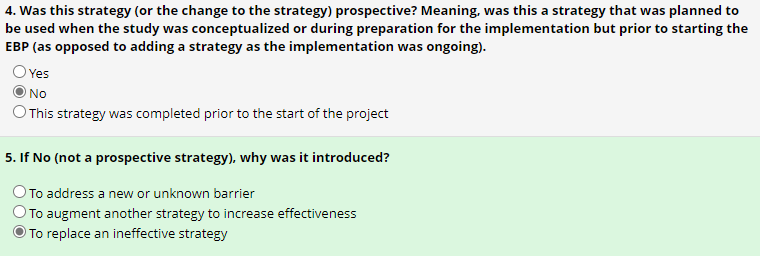 4. Was this strategy (or the change to the strategy) prospective? Meaning, was this a strategy that was planned to
be used when the study was conceptualized or during preparation for the implementation but prior to starting the
EBP (as opposed to adding a strategy as the implementation was ongoing).
Yes
No
This strategy was completed prior to the start of the project
5. If No (not a prospective strategy), why was it introduced?
To address a new or unknown barrier
To augment another strategy to increase effectiveness
To replace an ineffective strategy